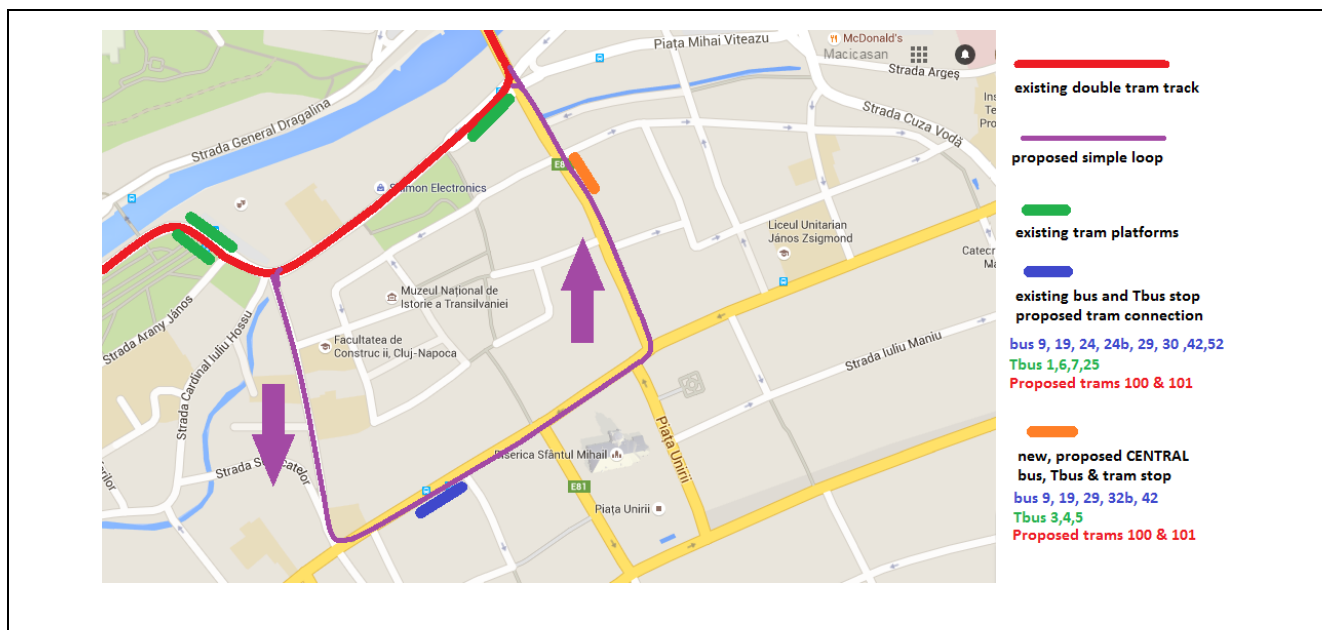 McDonald's
Piața Mihai Viteazu
Macicasan
Strada Argeș
Strada Cuza Vodă
Strada General Dragalina
Liceul Unitarian
János Zsigmond
Muzeul Național de
Istorie a Transilvaniei
Facultatea de
Construc ii, Cluj-Napoca
Strada Arany János
Strada Cardinal Iuliu Hossu
Strada Iuliu Maniu
Piața Unirii
Biserica Sfântul Mihail
E81
Piața Unirii
existing double tram track
proposed simple loop
existing tram platforms
existing bus and Tbus stop
proposed tram connection
bus 9, 19, 24, 24b, 29, 30 ,42,52
Tbus 1,6,7,25
Proposed trams 100 & 101
new, proposed CENTRAL
bus, Tbus & tram stop
bus 9, 19, 29, 32b, 42
Tbus 3,4,5
Proposed trams 100 & 101